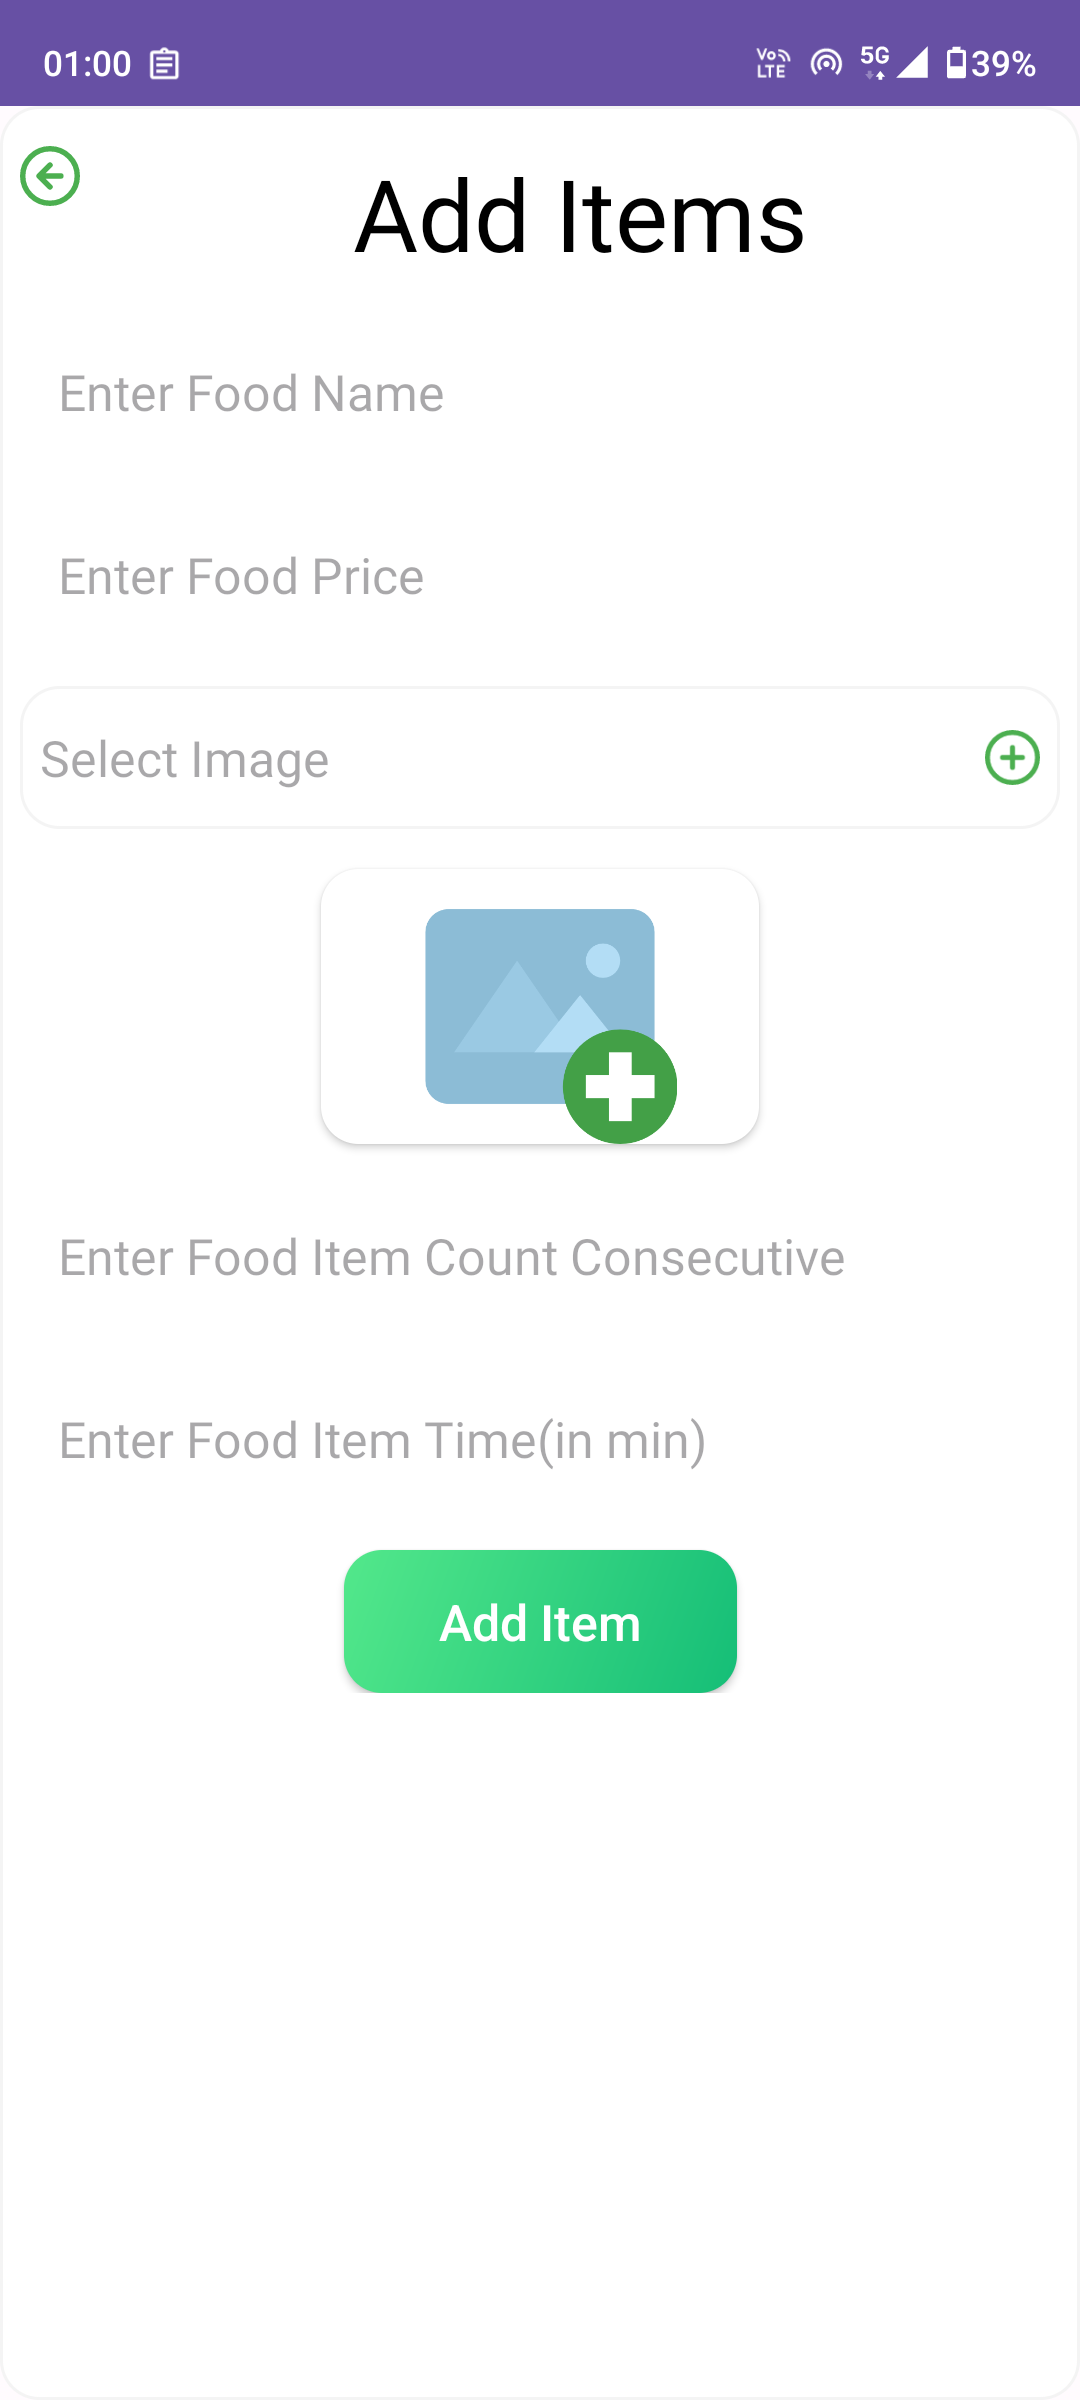 01:00 Vo LTE 5G 39%
Add Items
Enter Food Name
Enter Food Price
Select Image
Enter Food Item Count Consecutive
Enter Food Item Time(in min)
Add Item